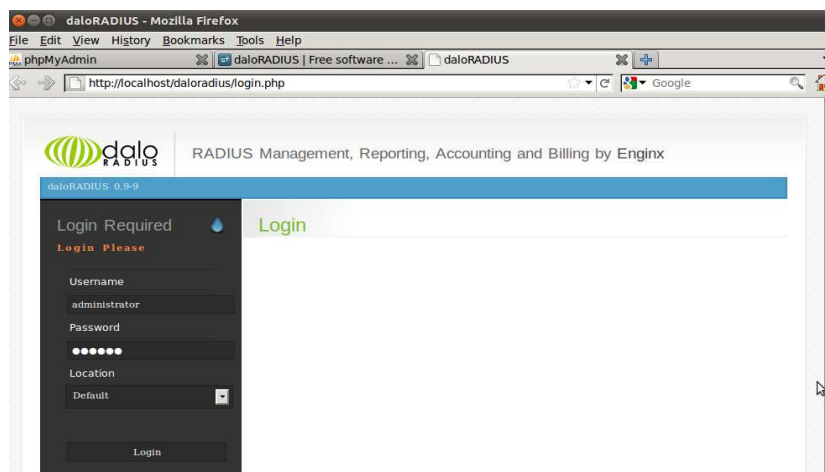 daloRADIUS - Mozilla Firefox
File Edit View History Bookmarks Tools Help
phpMyAdmin
daloRADIUS | Free software ...
daloRADIUS
http://localhost/daloradius/login.php
Google
dalo
RADIUS
RADIUS Management, Reporting, Accounting and Billing by Enginx
daloRADIUS 0.9-9
Login Required
Login Please
Login
Username
administrator
Password
●●●●●●
Location
Default
Login